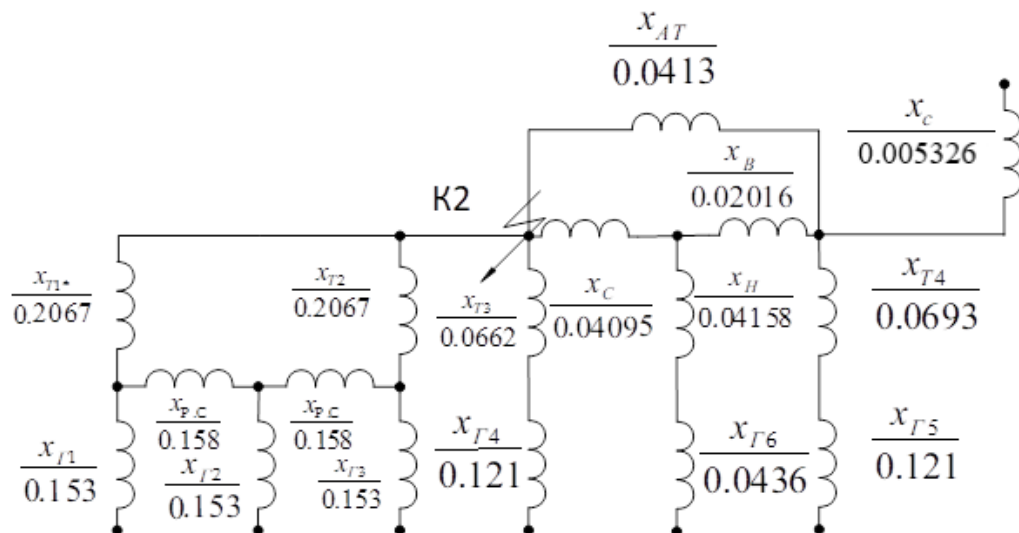 x_AT
0.0413
x_c
0.005326
x_B
0.02016
К2
x_T1*
0.2067
x_T2
0.2067
x_T3
0.0662
x_C
0.04095
x_H
0.04158
x_T4
0.0693
x_P.C
0.158
x_P.C
0.158
x_Г1
0.153
x_Г2
0.153
x_Г3
0.153
x_Г4
0.121
x_Г6
0.0436
x_Г5
0.121